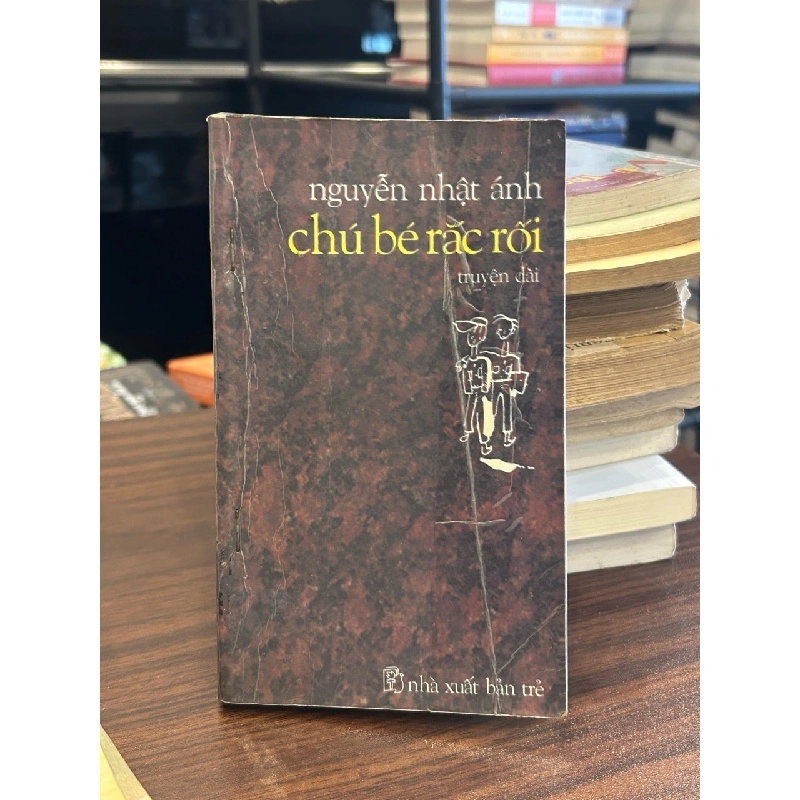 nguyễn nhật ánh
chú bé rắc rối
truyện dài
nhà xuất bản trẻ